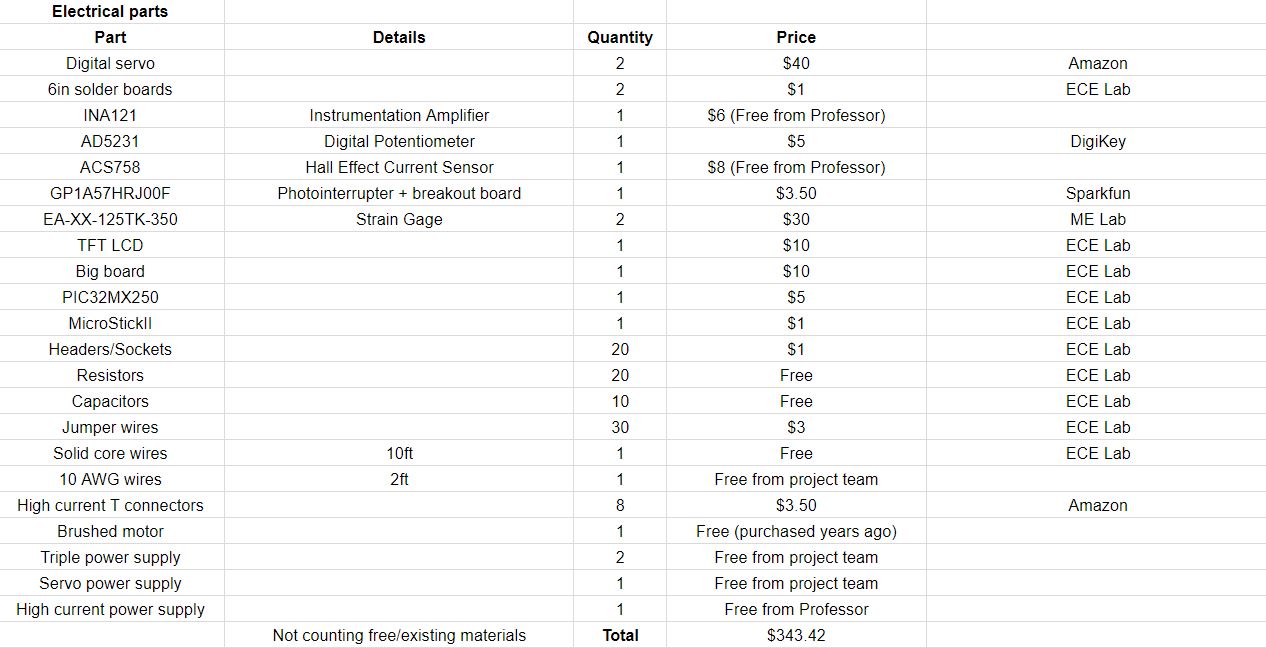 Electrical parts
Part Details Quantity Price
Digital servo 2 $40 Amazon
6in solder boards 2 $1 ECE Lab
INA121 Instrumentation Amplifier 1 $6 (Free from Professor)
AD5231 Digital Potentiometer 1 $5 DigiKey
ACS758 Hall Effect Current Sensor 1 $8 (Free from Professor)
GP1A57HRJ00F Photointerrupter + breakout board 1 $3.50 Sparkfun
EA-XX-125TK-350 Strain Gage 2 $30 ME Lab
TFT LCD 1 $10 ECE Lab
Big board 1 $10 ECE Lab
PIC32MX250 1 $5 ECE Lab
MicroStickII 1 $1 ECE Lab
Headers/Sockets 20 $1 ECE Lab
Resistors 20 Free ECE Lab
Capacitors 10 Free ECE Lab
Jumper wires 30 $3 ECE Lab
Solid core wires 10ft 1 Free ECE Lab
10 AWG wires 2ft 1 Free from project team
High current T connectors 8 $3.50 Amazon
Brushed motor 1 Free (purchased years ago)
Triple power supply 2 Free from project team
Servo power supply 1 Free from project team
High current power supply 1 Free from Professor
Not counting free/existing materials Total $343.42